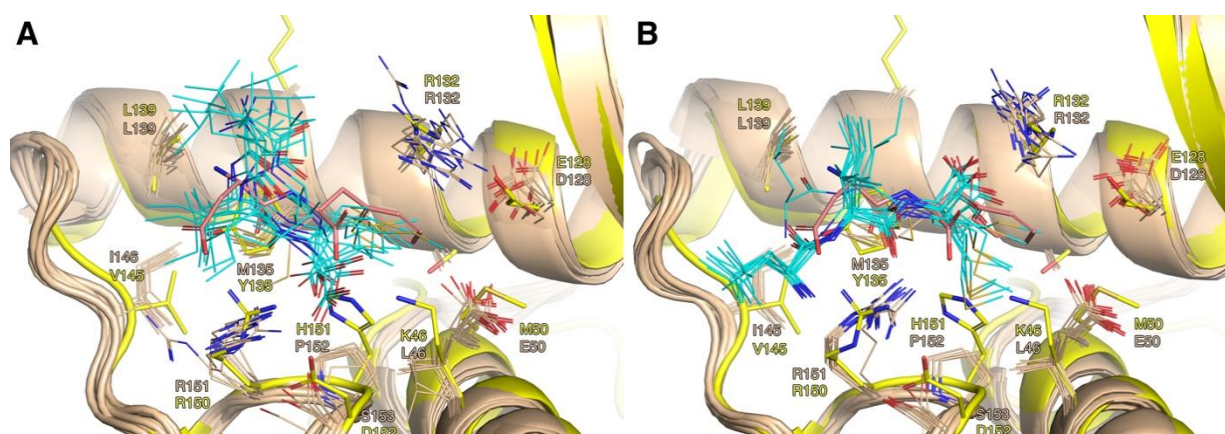 A
L139
L139
R132
R132
E128
D128
I146
V145
M135
Y135
H151
P152
K46
L46
M50
E50
R151
R150
S153
D152
B
L139
L139
R132
R132
E128
D128
I146
V145
M135
Y135
H151
P152
K46
L46
M50
E50
R151
R150
S153
D152